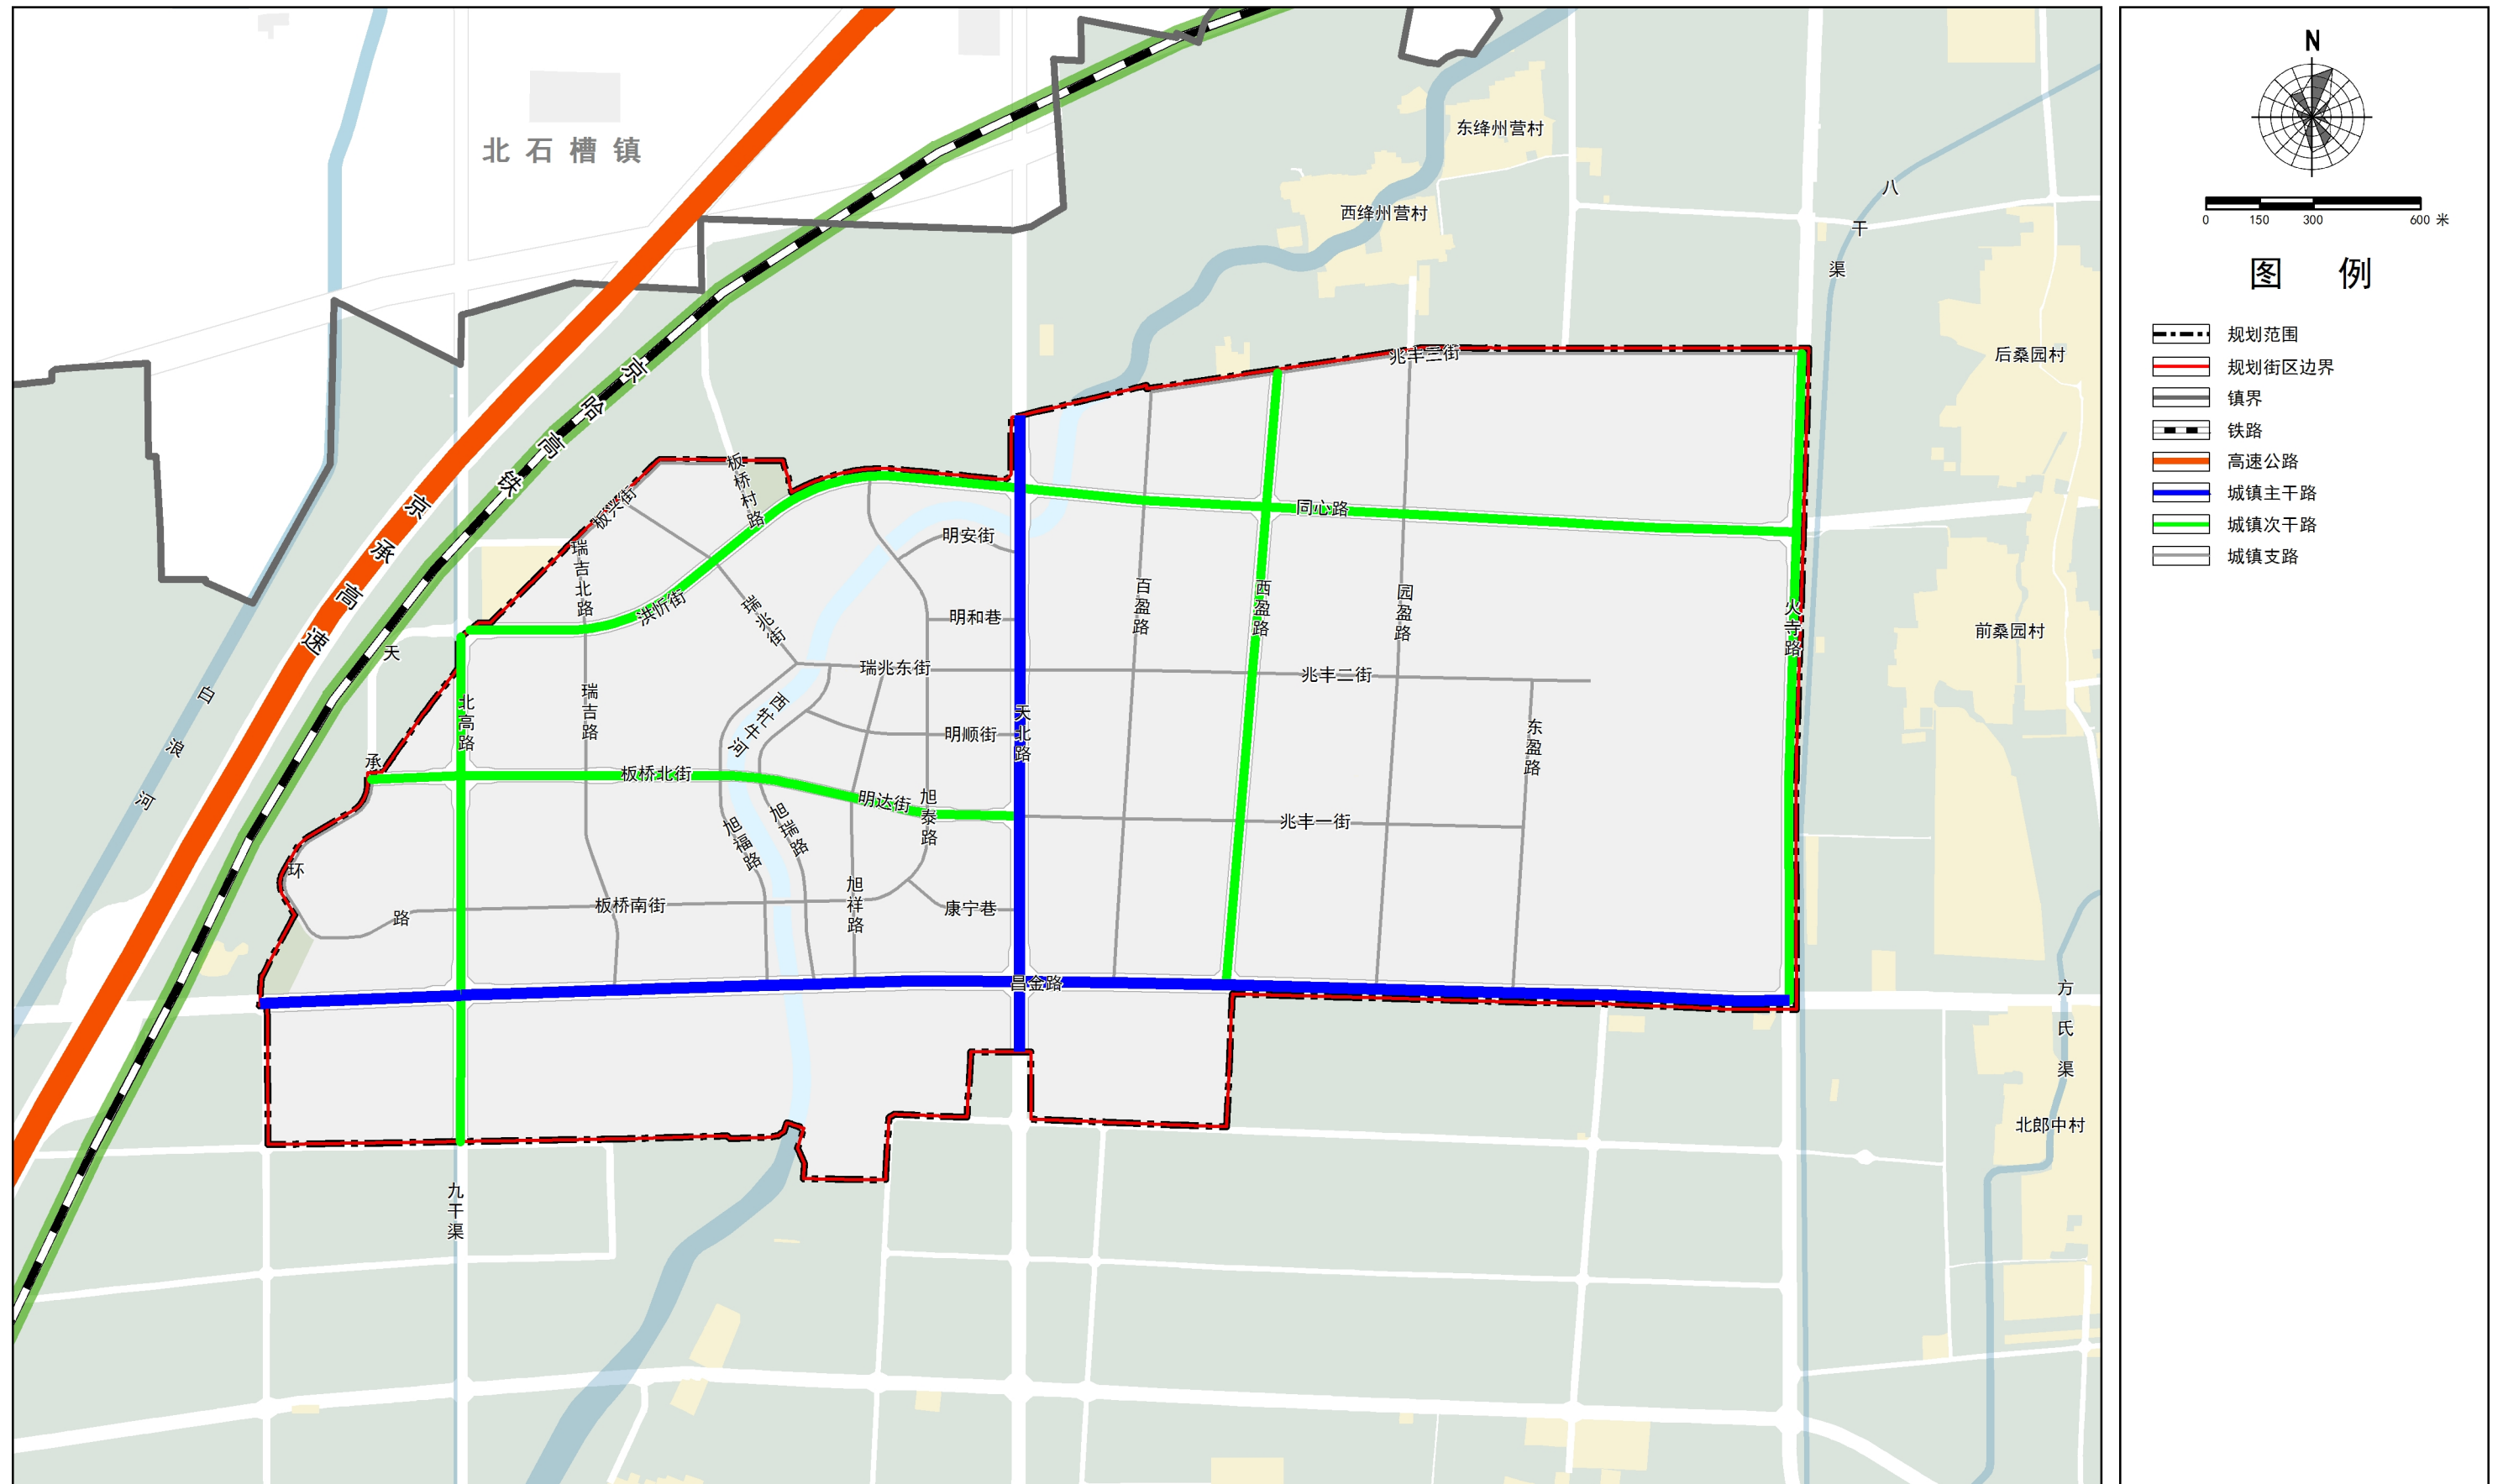 北石槽镇
东绛州营村
西绛州营村
八干渠
后桑园村
前桑园村
北郎中村
方氏渠
京哈高铁
京承高速
白浪河
天承环路
兆丰三街
板兴街
板桥村路
同心路
明安街
瑞吉北路
洪忻街
瑞兆街
明和巷
百盈路
西盈路
园盈路
火寺路
瑞兆东街
兆丰二街
北高路
瑞吉路
西牤牛河
明顺街
天北路
东盈路
板桥北街
明达街
旭泰路
兆丰一街
旭福路
旭瑞路
旭祥路
板桥南街
康宁巷
昌金路
九干渠
N
0 150 300 600 米
图 例
规划范围
规划街区边界
镇界
铁路
高速公路
城镇主干路
城镇次干路
城镇支路